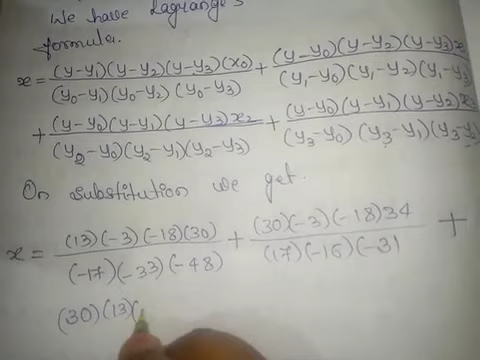 We have Lagrange's
formula.
x = (y-y1)(y-y2)(y-y3)(x0) / (y0-y1)(y0-y2)(y0-y3) + (y-y0)(y-y2)(y-y3)x / (y1-y0)(y1-y2)(y1-y3
+ (y-y0)(y-y1)(y-y3)x2 / (y2-y0)(y2-y1)(y2-y3) + (y-y0)(y-y1)(y-y2) / (y3-y0)(y3-y1)(y3-y
On substitution we get.
x = (13)(-3)(-18)(30) / (-17)(-33)(-48) + (30)(-3)(-18)34 / (17)(-16)(-31 +
(30)(13)(